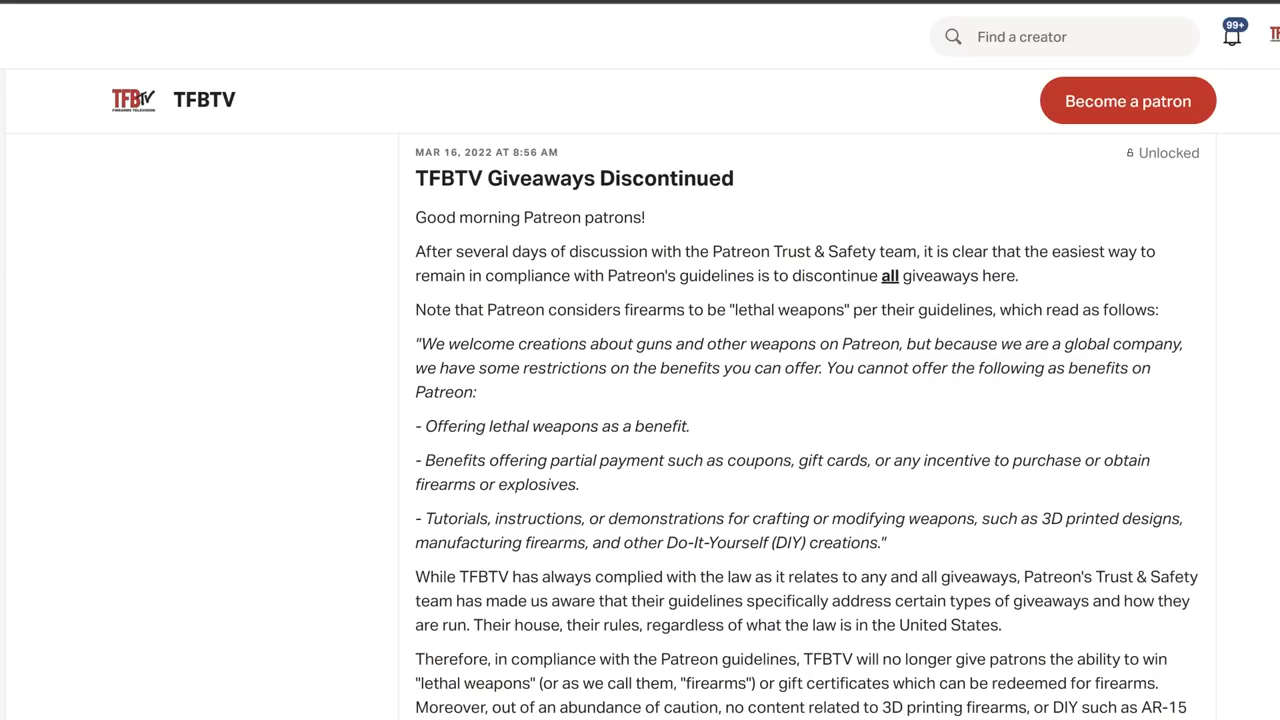 Find a creator
99+
TF
TFBTV
FIREARMS TELEVISION
TFBTV
Become a patron
MAR 16, 2022 AT 8:56 AM
Unlocked
TFBTV Giveaways Discontinued
Good morning Patreon patrons!
After several days of discussion with the Patreon Trust & Safety team, it is clear that the easiest way to
remain in compliance with Patreon's guidelines is to discontinue all giveaways here.
Note that Patreon considers firearms to be "lethal weapons" per their guidelines, which read as follows:
"We welcome creations about guns and other weapons on Patreon, but because we are a global company,
we have some restrictions on the benefits you can offer. You cannot offer the following as benefits on
Patreon:
- Offering lethal weapons as a benefit.
- Benefits offering partial payment such as coupons, gift cards, or any incentive to purchase or obtain
firearms or explosives.
- Tutorials, instructions, or demonstrations for crafting or modifying weapons, such as 3D printed designs,
manufacturing firearms, and other Do-It-Yourself (DIY) creations."
While TFBTV has always complied with the law as it relates to any and all giveaways, Patreon's Trust & Safety
team has made us aware that their guidelines specifically address certain types of giveaways and how they
are run. Their house, their rules, regardless of what the law is in the United States.
Therefore, in compliance with the Patreon guidelines, TFBTV will no longer give patrons the ability to win
"lethal weapons" (or as we call them, "firearms") or gift certificates which can be redeemed for firearms.
Moreover, out of an abundance of caution, no content related to 3D printing firearms, or DIY such as AR-15